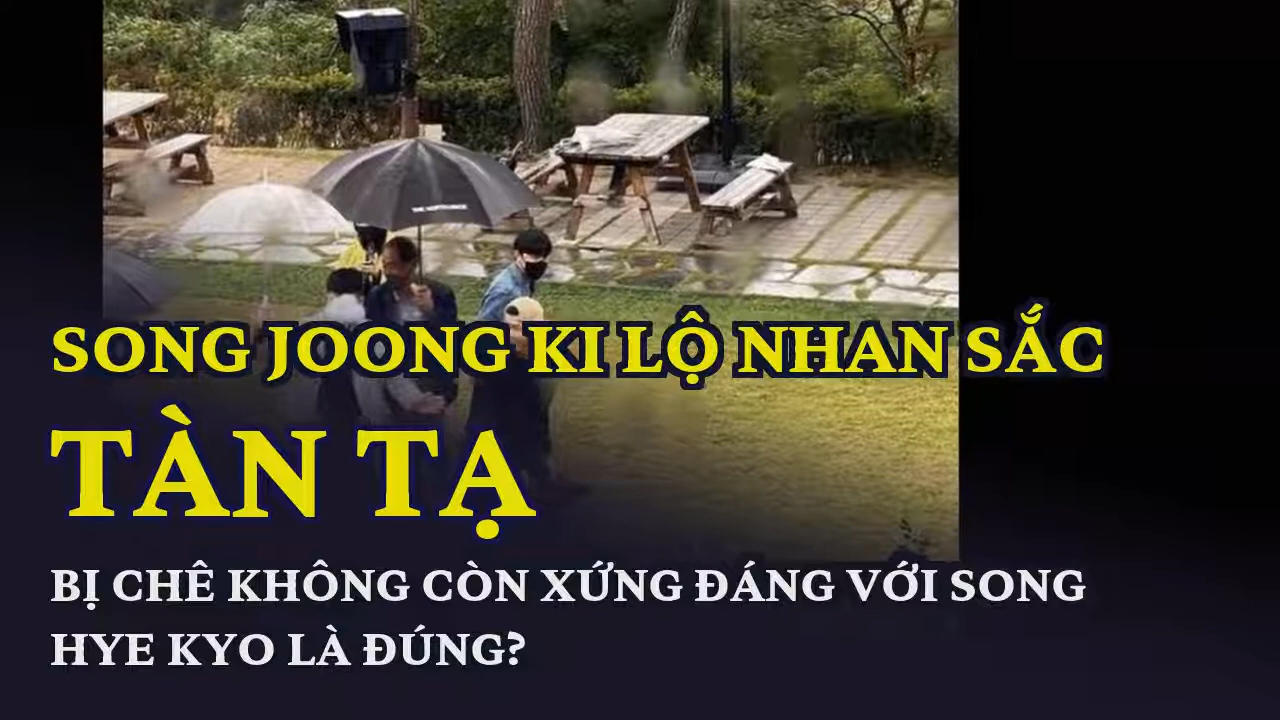 SONG JOONG KI LỘ NHAN SẮC
TÀN TẠ
BỊ CHÊ KHÔNG CÒN XỨNG ĐÁNG VỚI SONG
HYE KYO LÀ ĐÚNG?